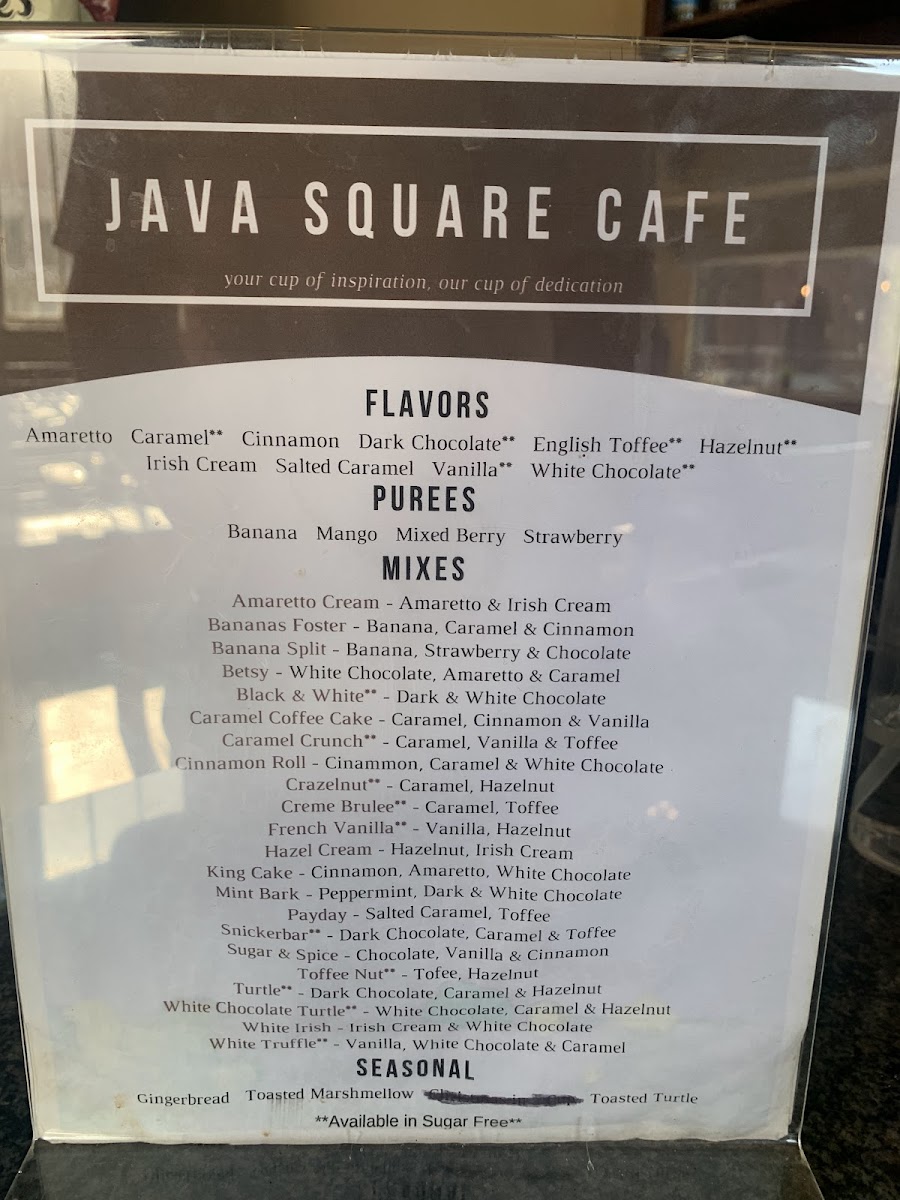 JAVA SQUARE CAFE
your cup of inspiration, our cup of dedication
FLAVORS
Amaretto Caramel** Cinnamon Dark Chocolate** English Toffee** Hazelnut**
Irish Cream Salted Caramel Vanilla** White Chocolate**
PUREES
Banana Mango Mixed Berry Strawberry
MIXES
Amaretto Cream - Amaretto & Irish Cream
Bananas Foster - Banana, Caramel & Cinnamon
Banana Split - Banana, Strawberry & Chocolate
Betsy - White Chocolate, Amaretto & Caramel
Black & White** - Dark & White Chocolate
Caramel Coffee Cake - Caramel, Cinnamon & Vanilla
Caramel Crunch** - Caramel, Vanilla & Toffee
Cinnamon Roll - Cinammon, Caramel & White Chocolate
Crazelnut** - Caramel, Hazelnut
Creme Brulee** - Caramel, Toffee
French Vanilla** - Vanilla, Hazelnut
Hazel Cream - Hazelnut, Irish Cream
King Cake - Cinnamon, Amaretto, White Chocolate
Mint Bark - Peppermint, Dark & White Chocolate
Payday - Salted Caramel, Toffee
Snickerbar** - Dark Chocolate, Caramel & Toffee
Sugar & Spice - Chocolate, Vanilla & Cinnamon
Toffee Nut** - Tofee, Hazelnut
Turtle** - Dark Chocolate, Caramel & Hazelnut
White Chocolate Turtle** - White Chocolate, Caramel & Hazelnut
White Irish - Irish Cream & White Chocolate
White Truffle** - Vanilla, White Chocolate & Caramel
SEASONAL
Gingerbread Toasted Marshmellow Toasted Turtle
**Available in Sugar Free**